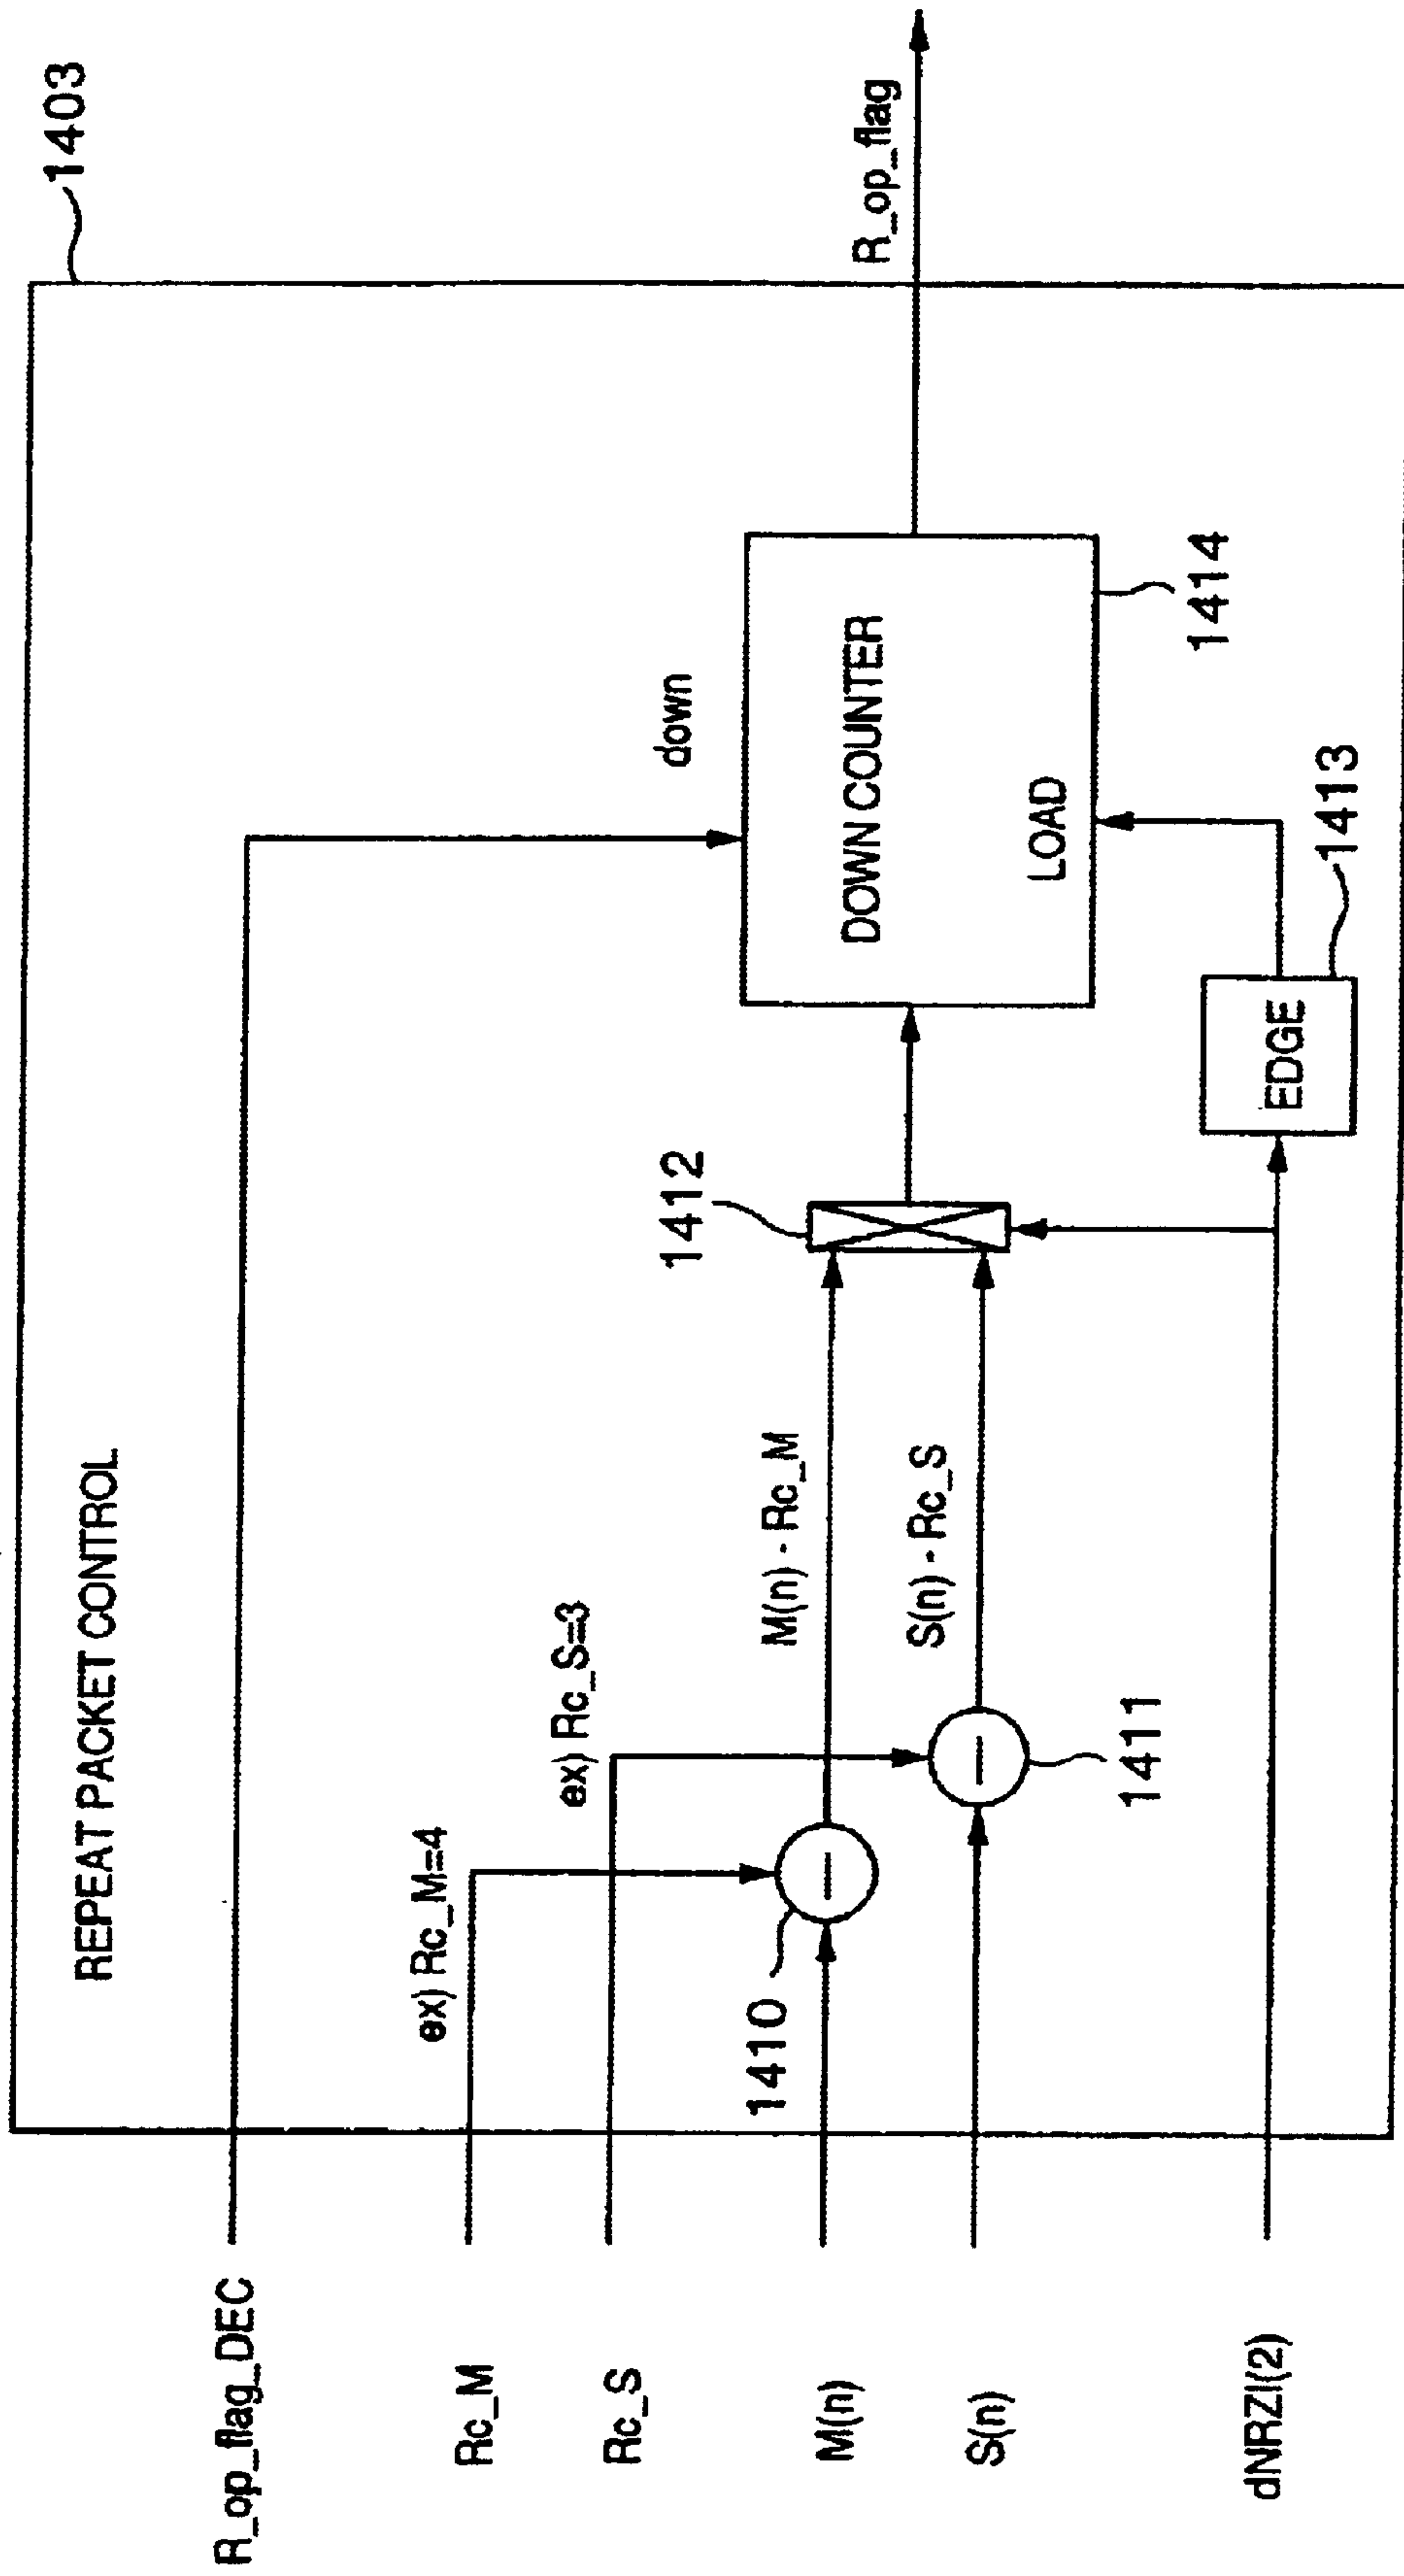 1403
REPEAT PACKET CONTROL
R_op_flag_DEC
ex) Rc_M=4
Rc_M
ex) Rc_S=3
Rc_S
down
1412
1410
M(n)
M(n) - Rc_M
DOWN COUNTER
R_op_flag
S(n)
S(n) - Rc_S
LOAD
1411
1414
dNRZI(2)
EDGE
1413